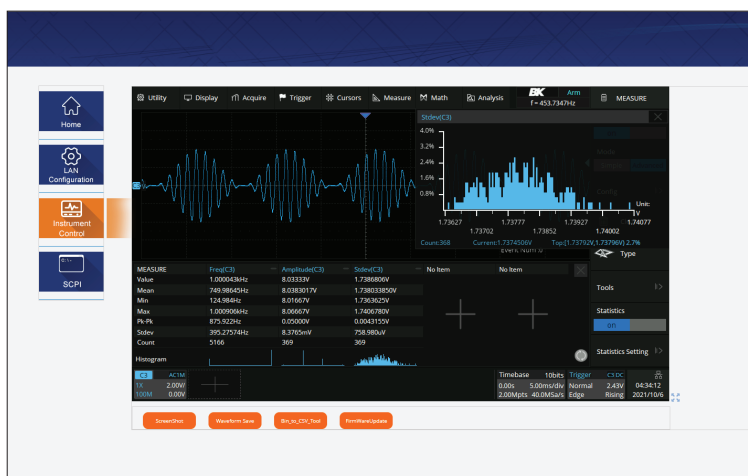 Utility Display Acquire Trigger Cursors Measure Math Analysis BK Arm MEASURE
f = 453.7347Hz
Stdev(C3)
4.0%
3.2%
2.4%
1.6%
0.8%
Unit:
V
1.73627 1.73777 1.73927 1.74077
1.73702 1.73852 1.74002
Count:368 Current:1.7374506V Top:[1.73792V,1.73796V) 2.7%
Home
LAN
Configuration
Instrument
Control
SCPI
C3
Type
MEASURE Freq(C3) Amplitude(C3) Stdev(C3) No Item No Item
Value 1.000043kHz 8.03333V 1.7386806V
Mean 749.98645Hz 8.0383017V 1.738033850V
Min 124.984Hz 8.01667V 1.7363625V
Max 1.000906kHz 8.06667V 1.7406780V
Pk-Pk 875.922Hz 0.05000V 0.0043155V
Stdev 395.27574Hz 8.3765mV 758.980uV
Count 5166 369 369
Histogram
Tools
Statistics
on
Statistics Setting
C3 AC1M
1X 2.00V/
100M 0.00V
Timebase 10bits Trigger C3 DC
0.00s 5.00ms/div Normal 2.43V 04:34:12
2.00Mpts 40.0MSa/s Edge Rising 2021/10/6
ScreenShot Waveform Save Bin_to_CSV_Tool FirmWareUpdate